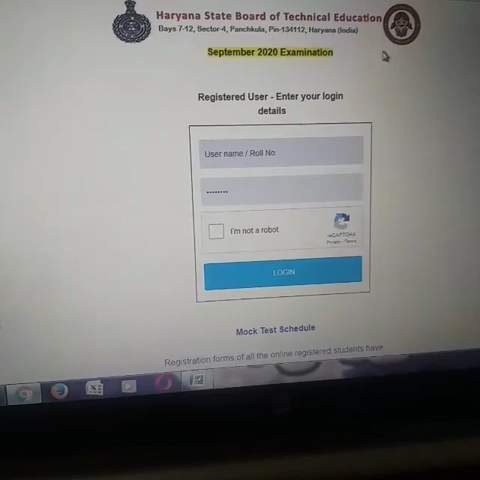 Haryana State Board of Technical Education
Bays 7-12, Sector-4, Panchkula, Pin-134112, Haryana (India)
September 2020 Examination
Registered User - Enter your login
details
User name / Roll No.
••••••••
I'm not a robot
reCAPTCHA
Privacy - Terms
LOGIN
Mock Test Schedule
Registration forms of all the online registered students have